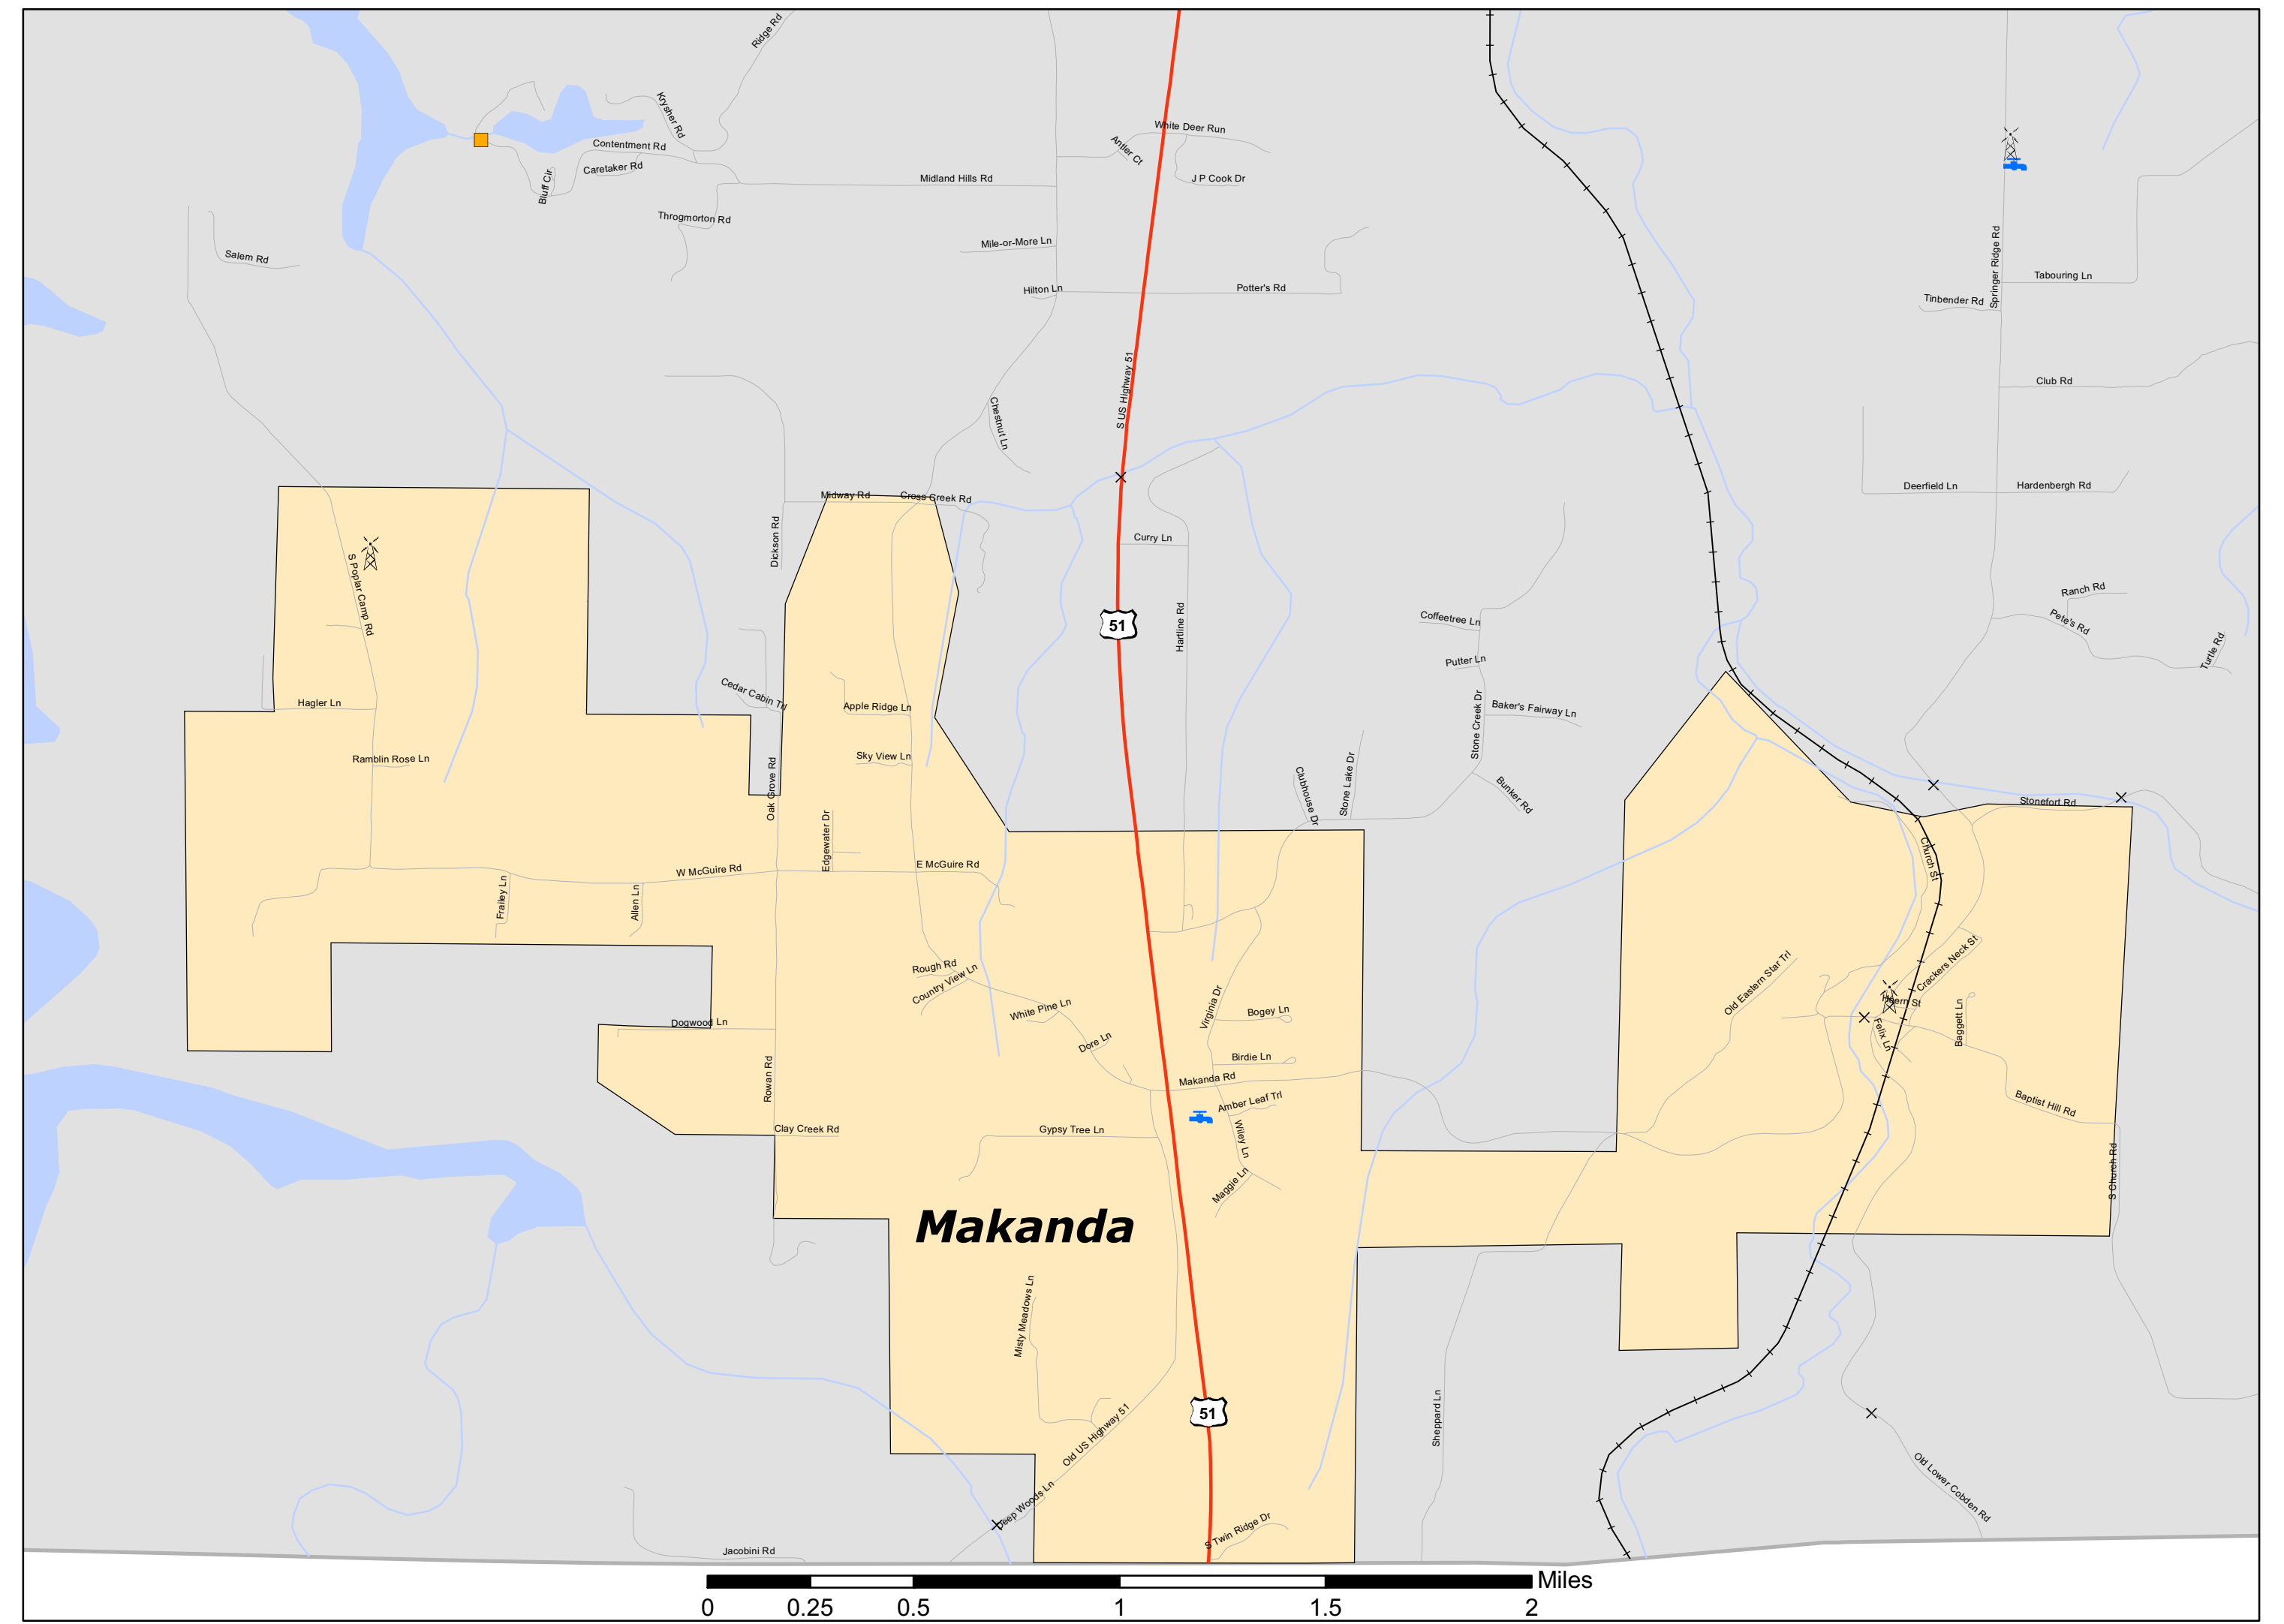 Ridge Rd
Krysher Rd
White Deer Run
Antler Ct
Contentment Rd
Caretaker Rd
Bluff Cir
Midland Hills Rd
J P Cook Dr
Throgmorton Rd
Mile-or-More Ln
Salem Rd
Springer Ridge Rd
Tabouring Ln
Tinbender Rd
Hilton Ln
Potter's Rd
S US Highway 51
Club Rd
Chestnut Ln
Deerfield Ln
Hardenbergh Rd
Midway Rd
Cross Creek Rd
Dickson Rd
Curry Ln
S Poplar Camp Rd
Hartline Rd
51
Coffeetree Ln
Ranch Rd
Pete's Rd
Turtle Rd
Putter Ln
Cedar Cabin Trl
Hagler Ln
Apple Ridge Ln
Stone Creek Dr
Baker's Fairway Ln
Ramblin Rose Ln
Sky View Ln
Oak Grove Rd
Clubhouse Dr
Stone Lake Dr
Bunker Rd
Stonefort Rd
Edgewater Dr
W McGuire Rd
E McGuire Rd
Church St
Frailey Ln
Allen Ln
Rough Rd
Country View Ln
Old Eastern Star Trl
Crackers Neck St
Hearn St
White Pine Ln
Virginia Dr
Bogey Ln
Baggett Ln
Felix Ln
Dogwood Ln
Dore Ln
Birdie Ln
Rowan Rd
Makanda Rd
Amber Leaf Trl
Baptist Hill Rd
Clay Creek Rd
Gypsy Tree Ln
Wiley Ln
Maggie Ln
S Church Rd
Makanda
Misty Meadows Ln
51
Old US Highway 51
Sheppard Ln
Old Lower Cobden Rd
Deep Woods Ln
S Twin Ridge Dr
Jacobini Rd
Miles
0 0.25 0.5 1 1.5 2